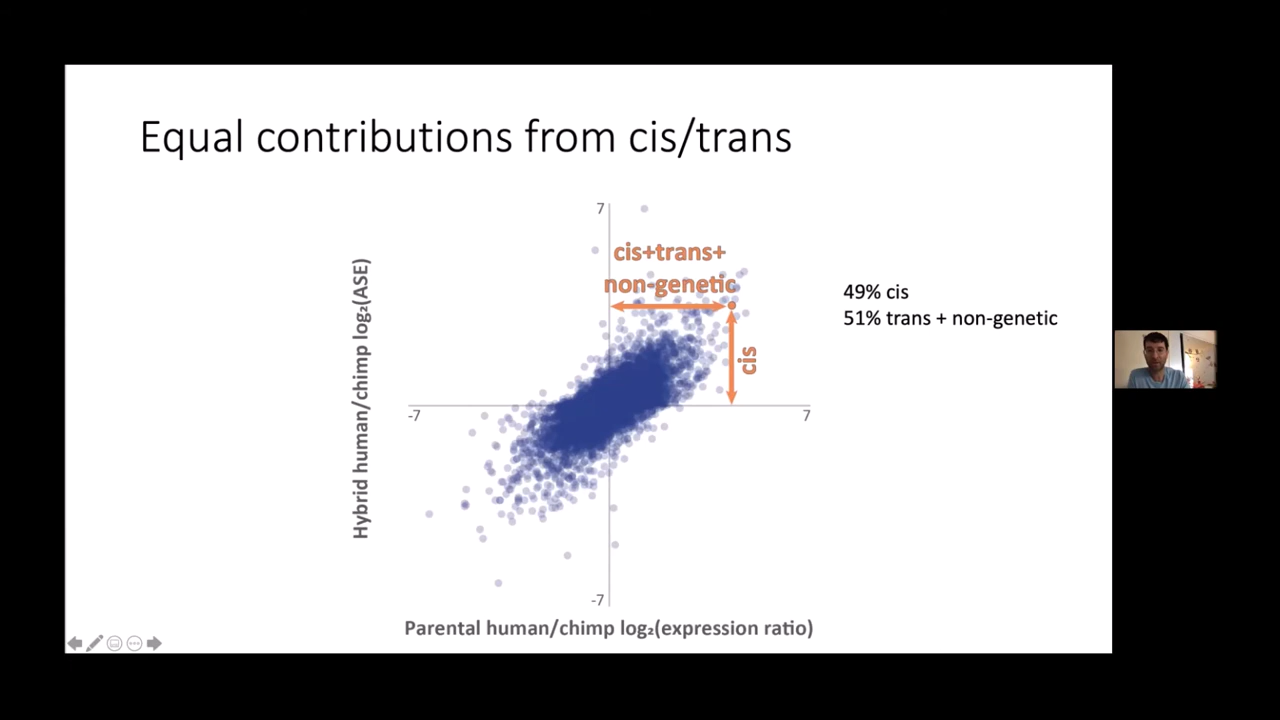 Equal contributions from cis/trans
7
cis+trans+
non-genetic
Hybrid human/chimp log₂(ASE)
cis
49% cis
51% trans + non-genetic
-7
7
-7
Parental human/chimp log₂(expression ratio)